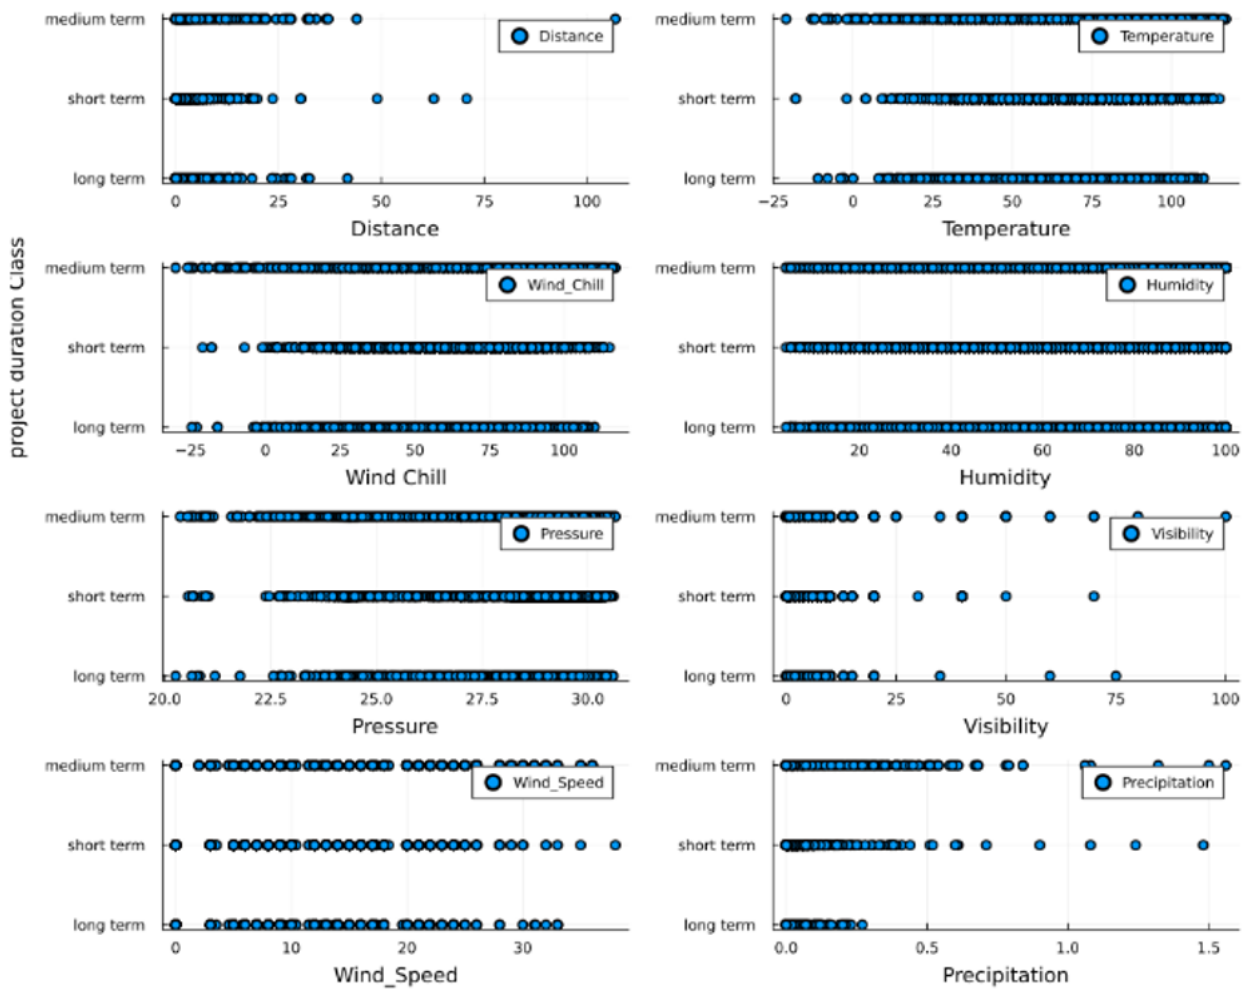 project duration Class
medium term
short term
long term
Distance
0 25 50 75 100
Distance
medium term
short term
long term
Temperature
−25 0 25 50 75 100
Temperature
medium term
short term
long term
Wind_Chill
−25 0 25 50 75 100
Wind Chill
medium term
short term
long term
Humidity
20 40 60 80 100
Humidity
medium term
short term
long term
Pressure
20.0 22.5 25.0 27.5 30.0
Pressure
medium term
short term
long term
Visibility
0 25 50 75 100
Visibility
medium term
short term
long term
Wind_Speed
0 10 20 30
Wind_Speed
medium term
short term
long term
Precipitation
0.0 0.5 1.0 1.5
Precipitation